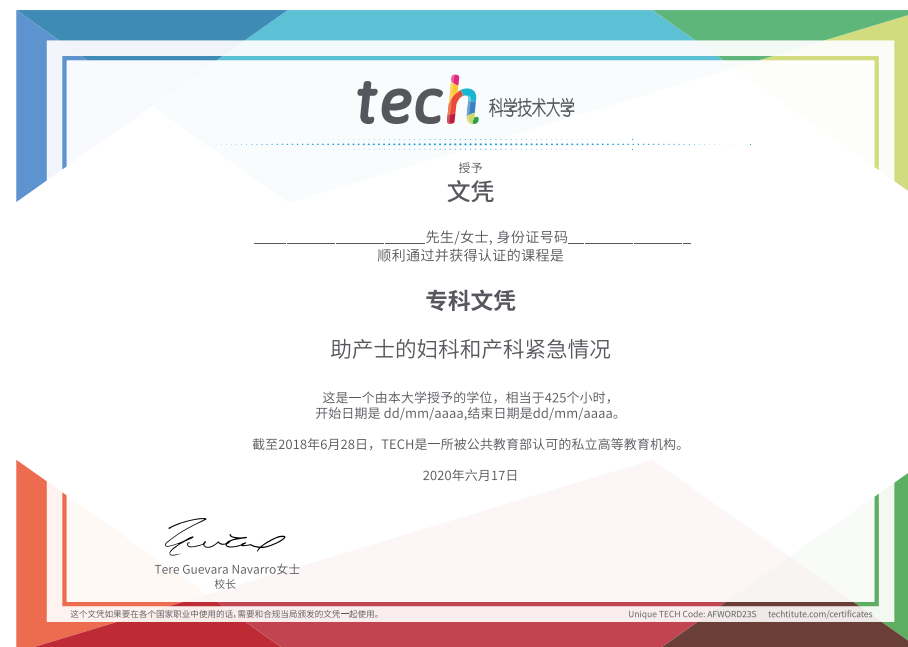 tech 科学技术大学
授予
文凭
______________________先生/女士, 身份证号码________________
顺利通过并获得认证的课程是
专科文凭
助产士的妇科和产科紧急情况
这是一个由本大学授予的学位，相当于425个小时，
开始日期是 dd/mm/aaaa,结束日期是dd/mm/aaaa。
截至2018年6月28日，TECH是一所被公共教育部认可的私立高等教育机构。
2020年六月17日
Tere Guevara Navarro女士
校长
这个文凭如果要在各个国家职业中使用的话,需要和合规当局颁发的文凭一起使用。
Unique TECH Code: AFWORD23S techtitute.com/certificates